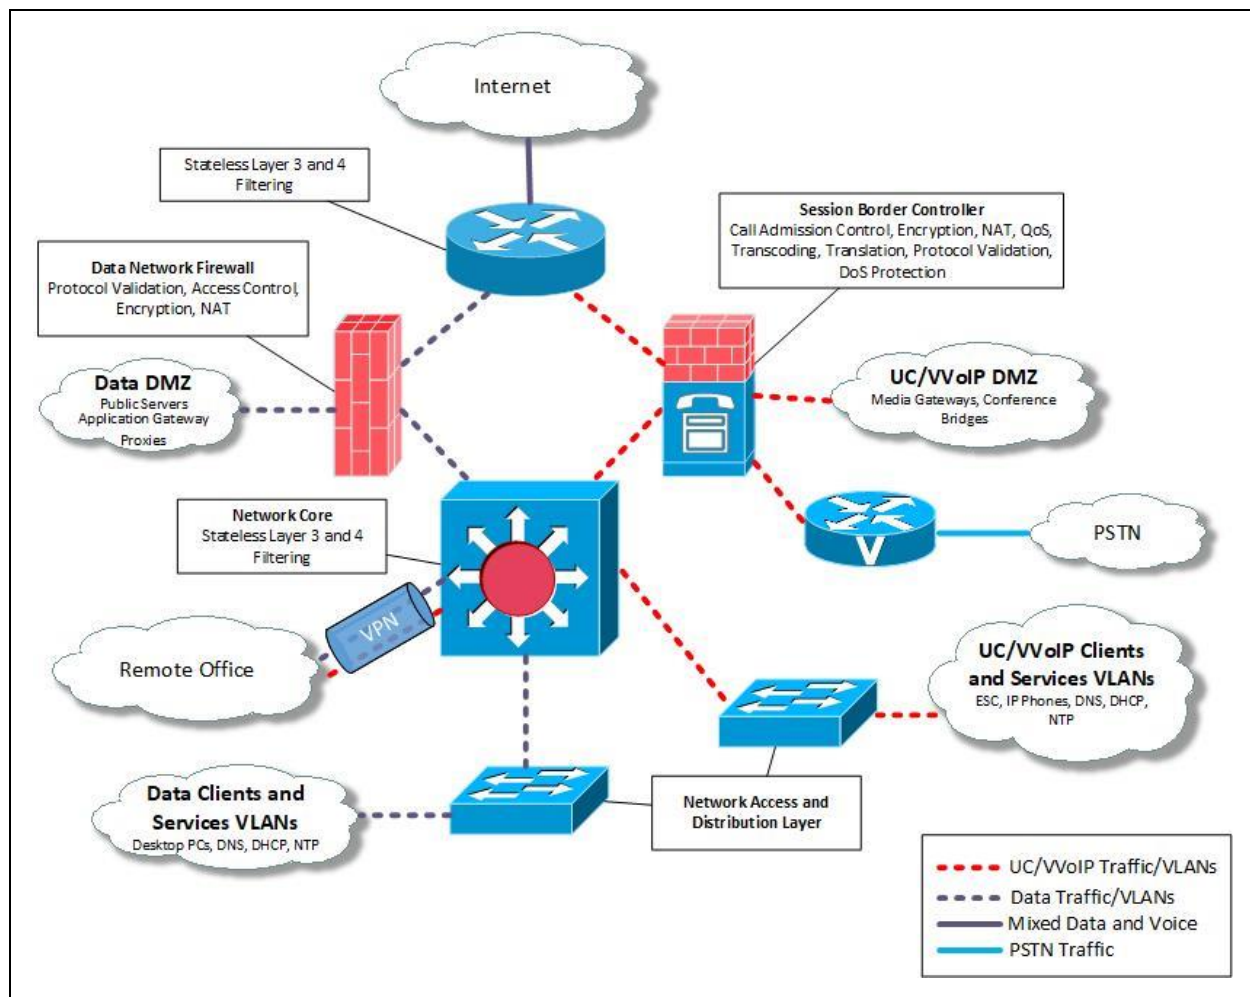 Internet
Stateless Layer 3 and 4
Filtering
Session Border Controller
Call Admission Control, Encryption, NAT, QoS,
Transcoding, Translation, Protocol Validation,
DoS Protection
Data Network Firewall
Protocol Validation, Access Control,
Encryption, NAT
Data DMZ
Public Servers
Application Gateway
Proxies
UC/VVoIP DMZ
Media Gateways, Conference
Bridges
Network Core
Stateless Layer 3 and 4
Filtering
V
PSTN
VPN
Remote Office
UC/VVoIP Clients
and Services VLANs
ESC, IP Phones, DNS, DHCP,
NTP
Data Clients and
Services VLANs
Desktop PCs, DNS, DHCP, NTP
Network Access and
Distribution Layer
UC/VVoIP Traffic/VLANs
Data Traffic/VLANs
Mixed Data and Voice
PSTN Traffic